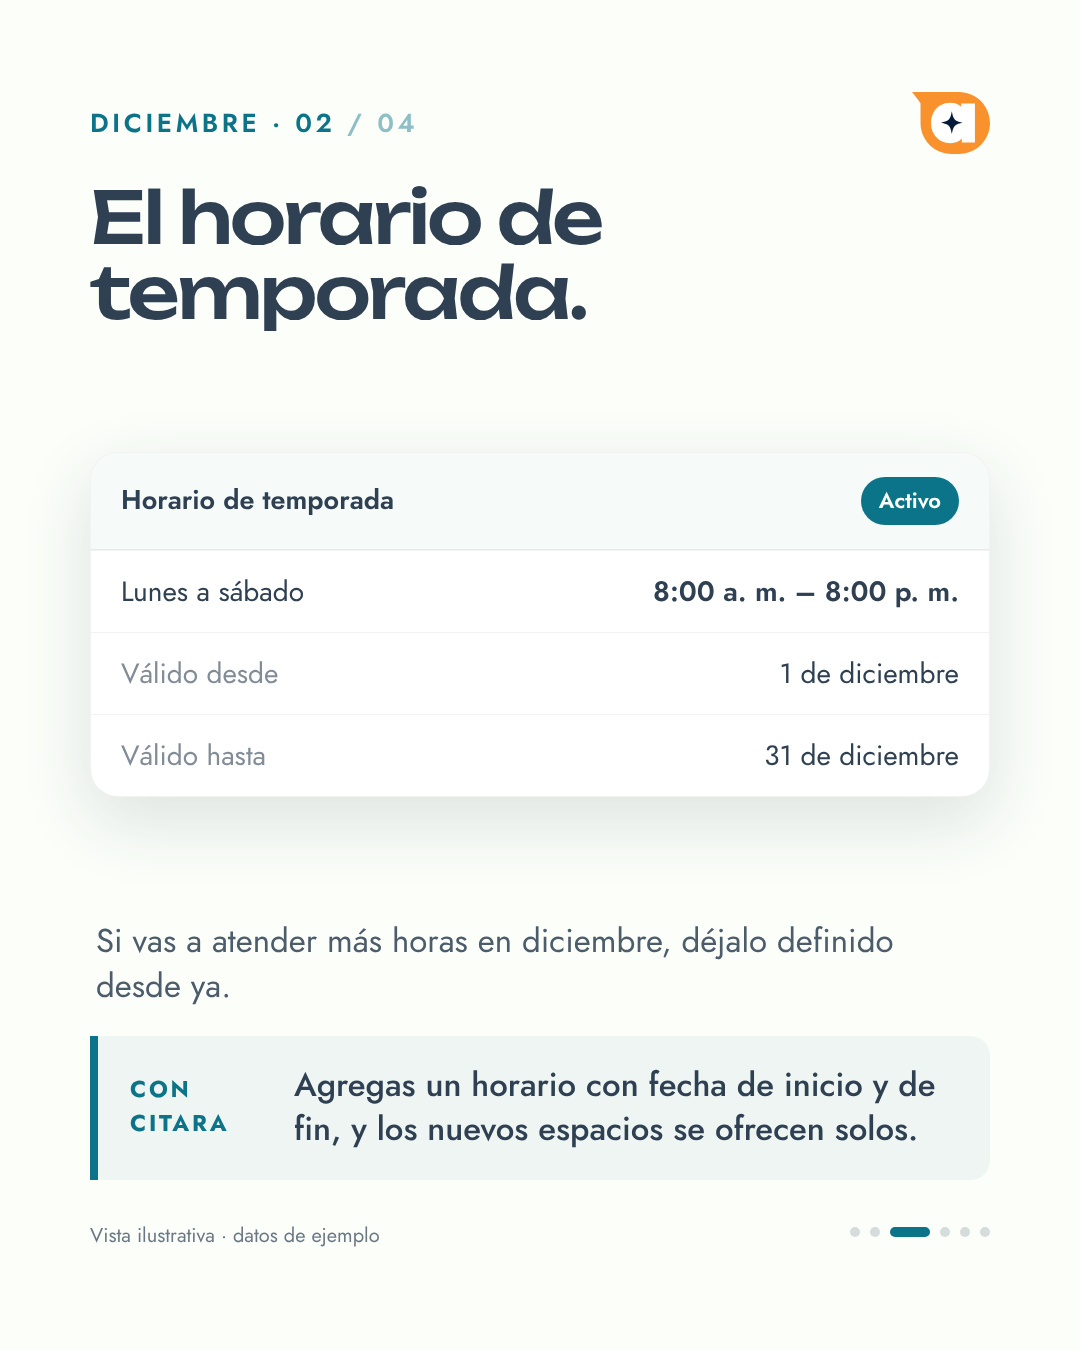 DICIEMBRE · 02 / 04
a
El horario de
temporada.
Horario de temporada
Activo
Lunes a sábado
8:00 a. m. – 8:00 p. m.
Válido desde
1 de diciembre
Válido hasta
31 de diciembre
Si vas a atender más horas en diciembre, déjalo definido
desde ya.
CON
CITARA
Agregas un horario con fecha de inicio y de
fin, y los nuevos espacios se ofrecen solos.
Vista ilustrativa · datos de ejemplo